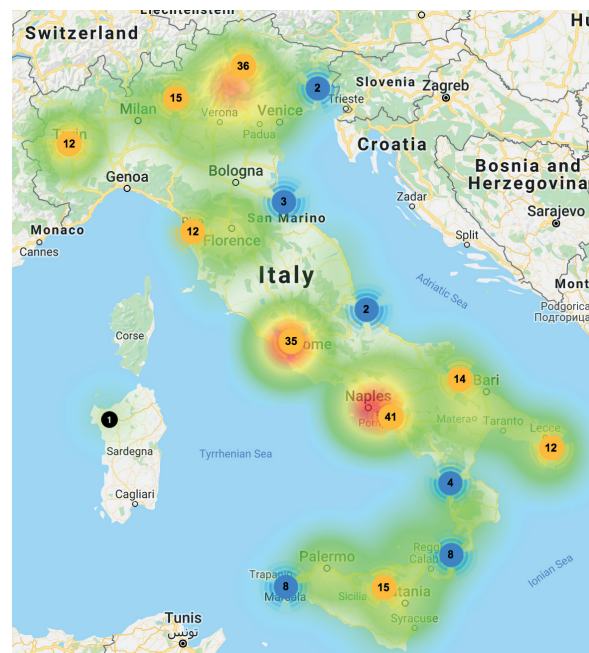 Liechtenstein
Switzerland
Hu
36
Slovenia
Zagreb
2
15
Trieste
Milan
Verona
Venice
Padua
Turin
12
Croatia
Bosnia and
Herzegovina
Genoa
Bologna
Zadar
3
Sarajevo
San Marino
Monaco
12
Florence
Split
Cannes
Italy
Adriatic Sea
Mont
Podgorica
Подгорица
2
Corse
35
Rome
14
Bari
Naples
41
Matera
Taranto
Lecce
1
12
Sardegna
Tyrrhenian Sea
4
Cagliari
Reggio
Calab
8
Palermo
Ionian Sea
Trapani
8
Marsala
Sicilia
15
Catania
Syracuse
Tunis
تونس